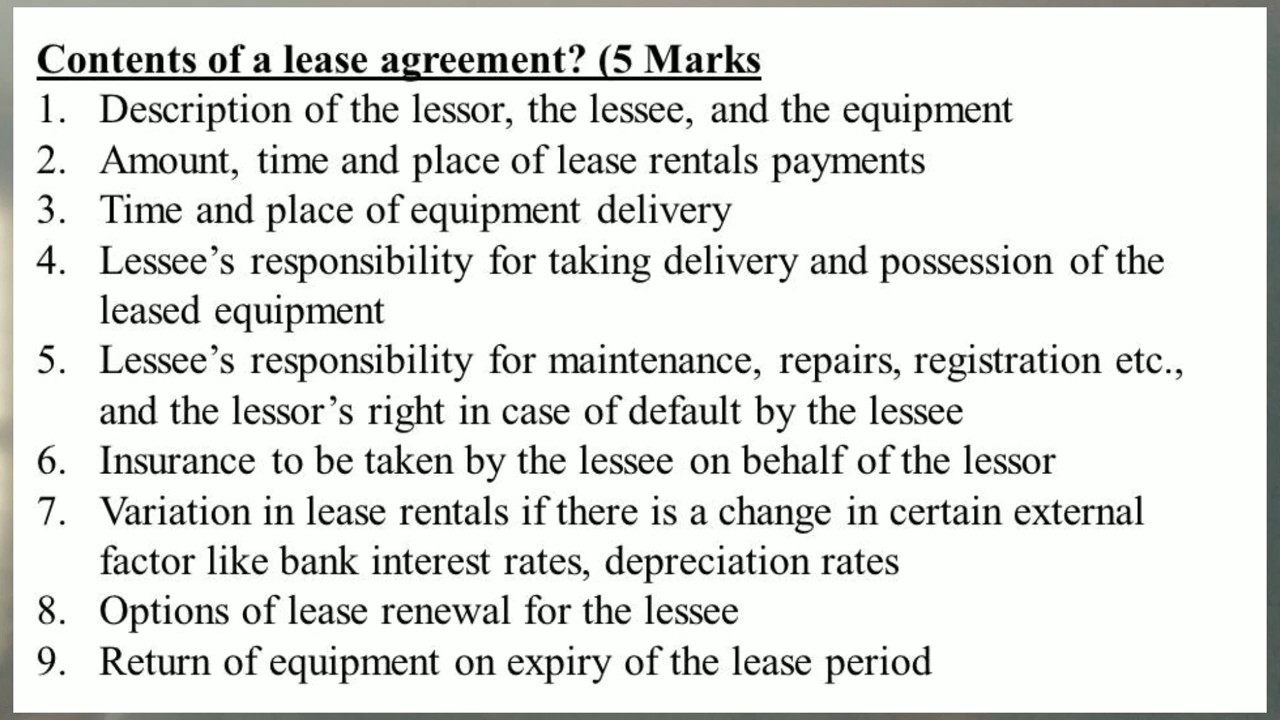 Contents of a lease agreement? (5 Marks
1. Description of the lessor, the lessee, and the equipment
2. Amount, time and place of lease rentals payments
3. Time and place of equipment delivery
4. Lessee’s responsibility for taking delivery and possession of the
leased equipment
5. Lessee’s responsibility for maintenance, repairs, registration etc.,
and the lessor’s right in case of default by the lessee
6. Insurance to be taken by the lessee on behalf of the lessor
7. Variation in lease rentals if there is a change in certain external
factor like bank interest rates, depreciation rates
8. Options of lease renewal for the lessee
9. Return of equipment on expiry of the lease period